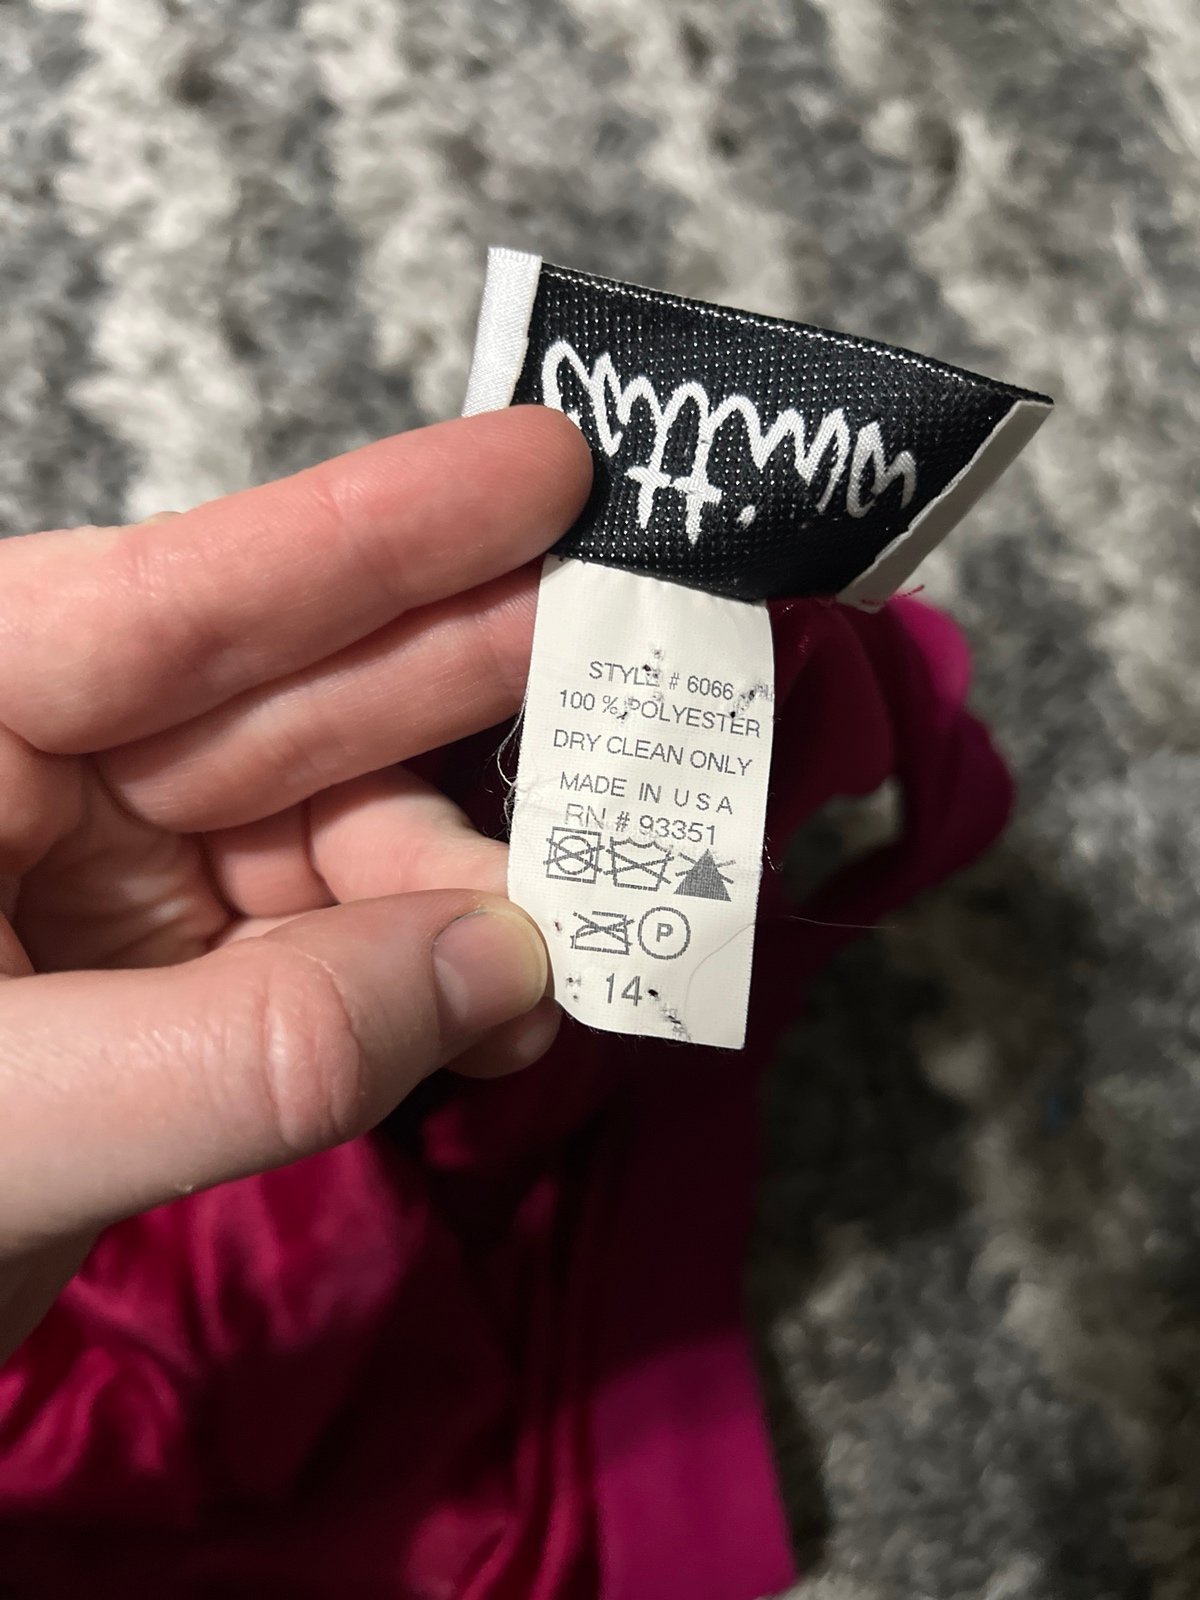 STYLE # 6066
100 % POLYESTER
DRY CLEAN ONLY
MADE IN U S A
RN # 93351
P
14